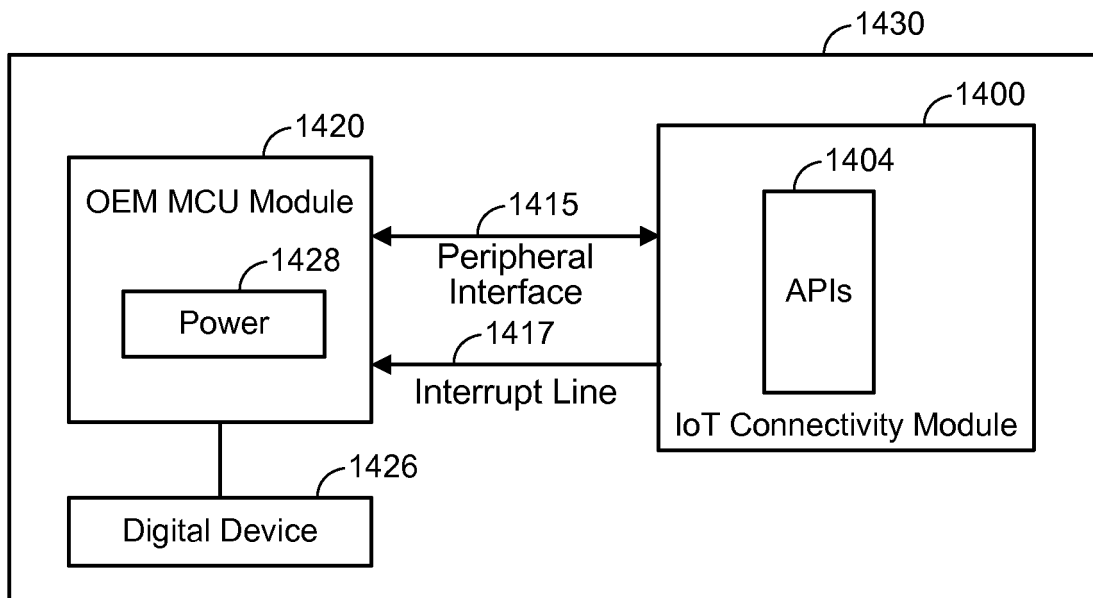 1430
1420
1400
OEM MCU Module
1404
1415
Peripheral
Interface
1428
Power
APIs
1417
Interrupt Line
IoT Connectivity Module
1426
Digital Device